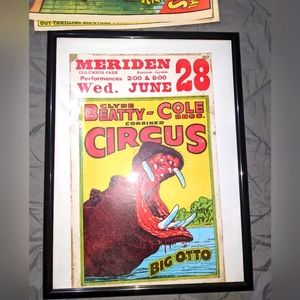 MERIDEN
COLUMBUS PARK
Performances 2:00 & 8:00
Wed. JUNE 28
CLYDE
BEATTY - COLE
BROS.
COMBINED
CIRCUS
BIG OTTO